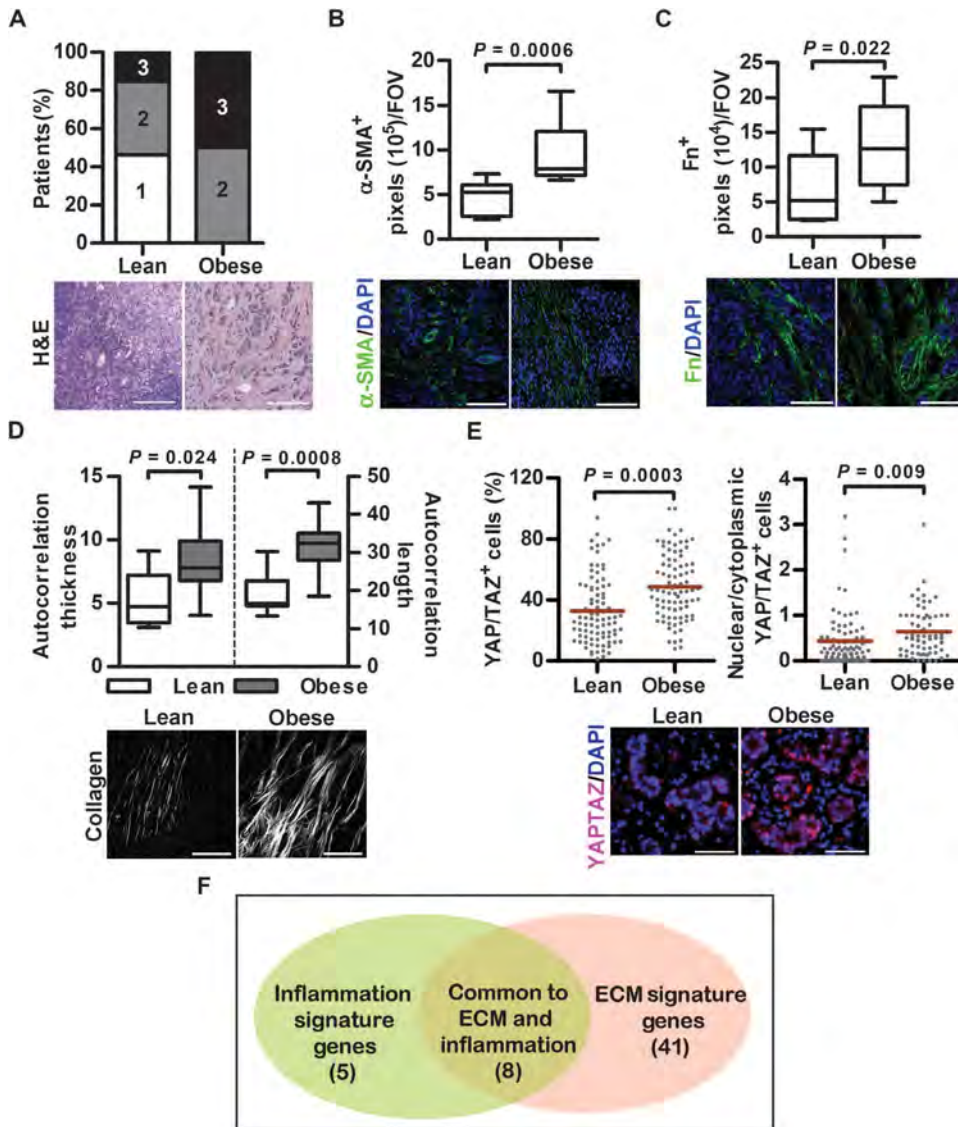 A
100
80
60
40
20
0
Patients (%)
3
2
1
3
2
Lean Obese
H&E
B
P = 0.0006
20
15
10
5
0
α-SMA⁺
pixels (10⁵)/FOV
Lean Obese
α-SMA/DAPI
C
P = 0.022
25
20
15
10
5
0
Fn⁺
pixels (10⁴)/FOV
Lean Obese
Fn/DAPI
D
P = 0.024 P = 0.0008
15
10
5
0
Autocorrelation
thickness
50
40
30
20
10
0
Autocorrelation
length
Lean Obese
Lean Obese
Collagen
E
P = 0.0003
120
80
40
0
YAP/TAZ⁺ cells (%)
Lean Obese
P = 0.009
4
3
2
1
0
Nuclear/cytoplasmic
YAP/TAZ⁺ cells
Lean Obese
Lean Obese
YAPTAZ/DAPI
F
Inflammation
signature
genes
(5)
Common to
ECM and
inflammation
(8)
ECM signature
genes
(41)